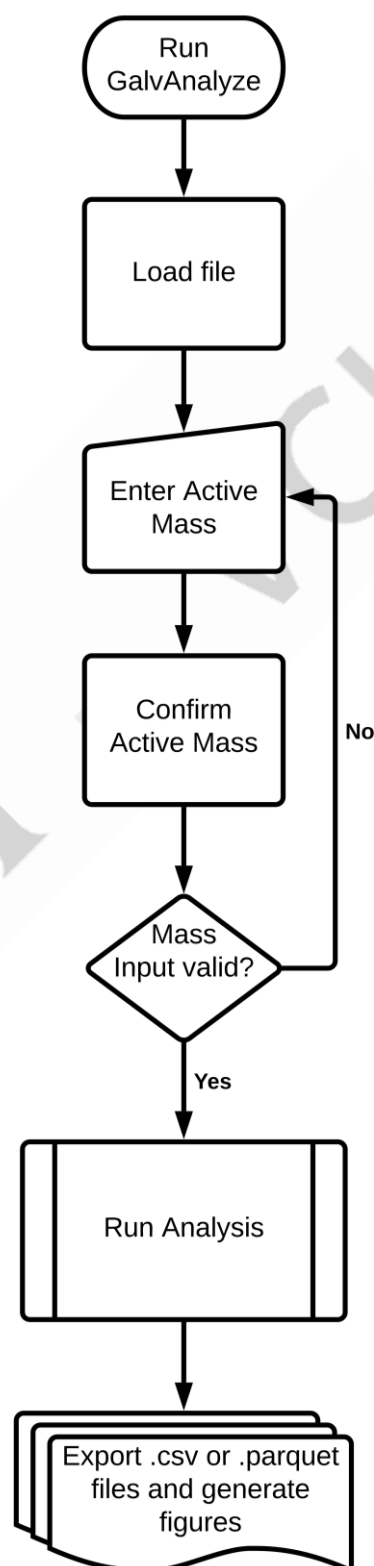 Run
GalvAnalyze
Load file
Enter Active
Mass
Confirm
Active Mass
No
Mass
Input valid?
Yes
Run Analysis
Export .csv or .parquet
files and generate
figures